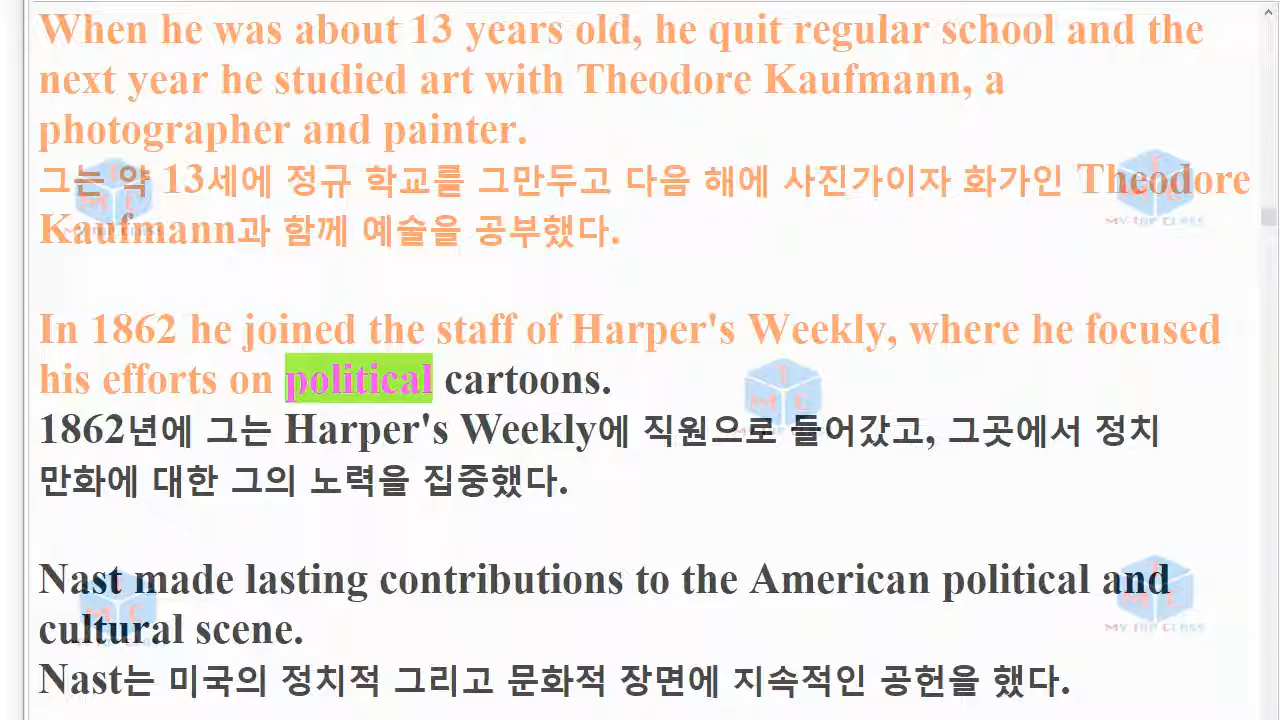 When he was about 13 years old, he quit regular school and the
next year he studied art with Theodore Kaufmann, a
photographer and painter.
그는 약 13세에 정규 학교를 그만두고 다음 해에 사진가이자 화가인 Theodore
Kaufmann과 함께 예술을 공부했다.
In 1862 he joined the staff of Harper's Weekly, where he focused
his efforts on political cartoons.
1862년에 그는 Harper's Weekly에 직원으로 들어갔고, 그곳에서 정치
만화에 대한 그의 노력을 집중했다.
Nast made lasting contributions to the American political and
cultural scene.
Nast는 미국의 정치적 그리고 문화적 장면에 지속적인 공헌을 했다.
MY TOP CLASS
MY TOP CLASS